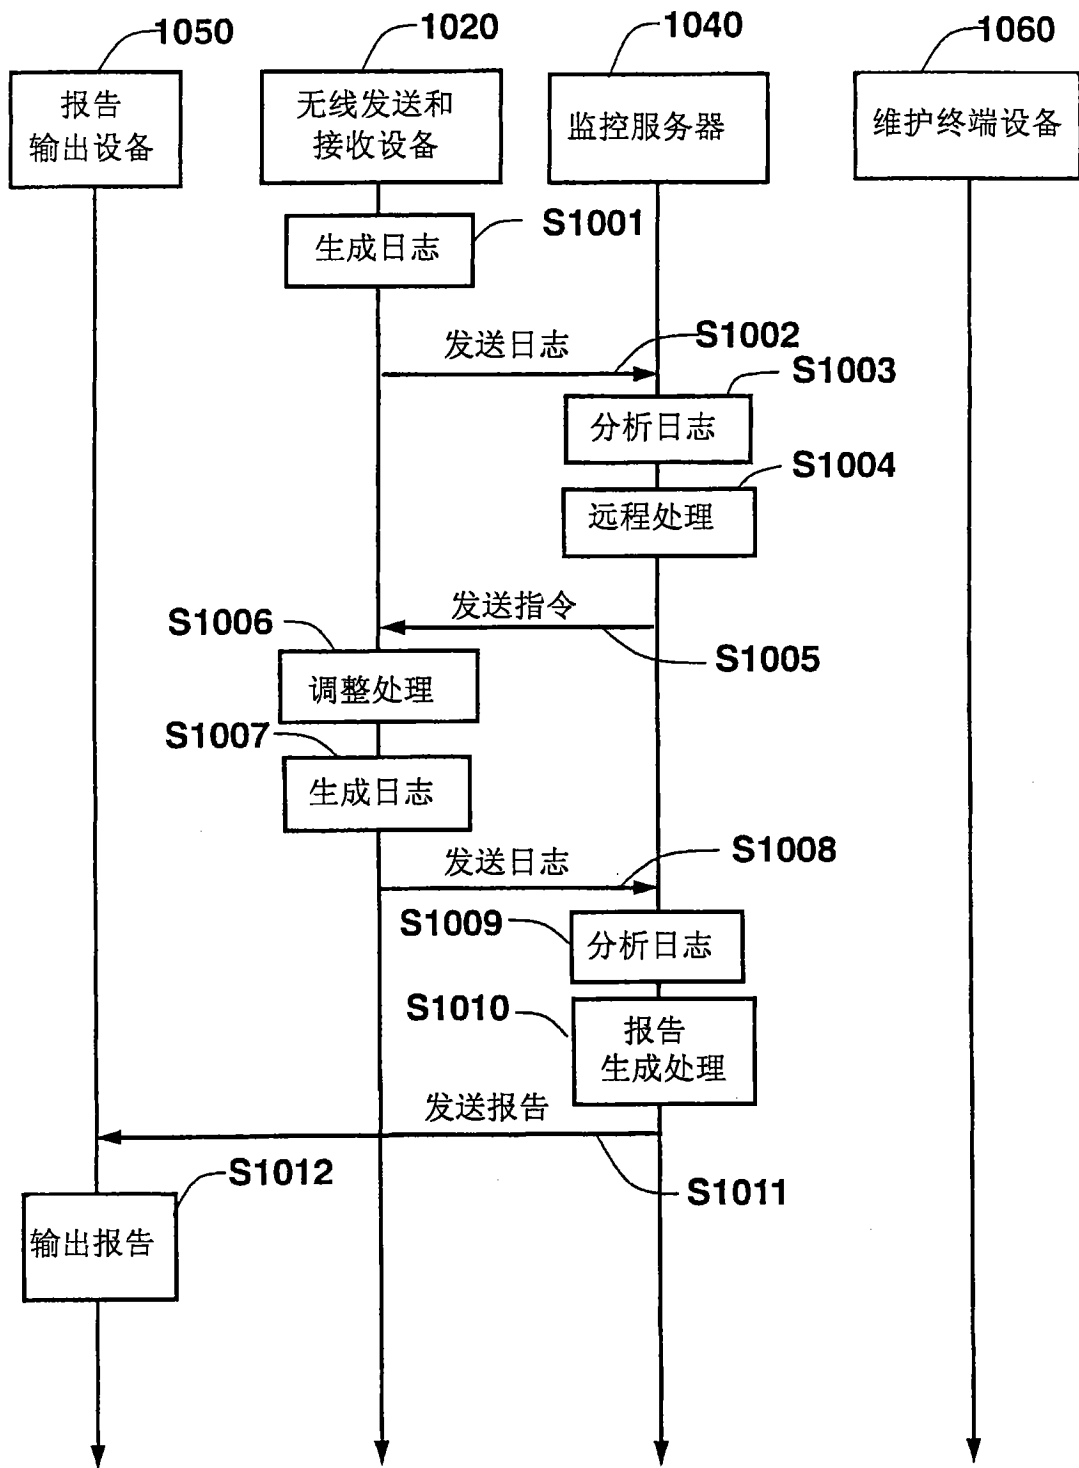 1050
1020
1040
1060
报告
输出设备
无线发送和
接收设备
监控服务器
维护终端设备
生成日志
S1001
发送日志
S1002
S1003
分析日志
S1004
远程处理
发送指令
S1005
S1006
调整处理
S1007
生成日志
发送日志
S1008
S1009
分析日志
S1010
报告
生成处理
发送报告
S1011
S1012
输出报告